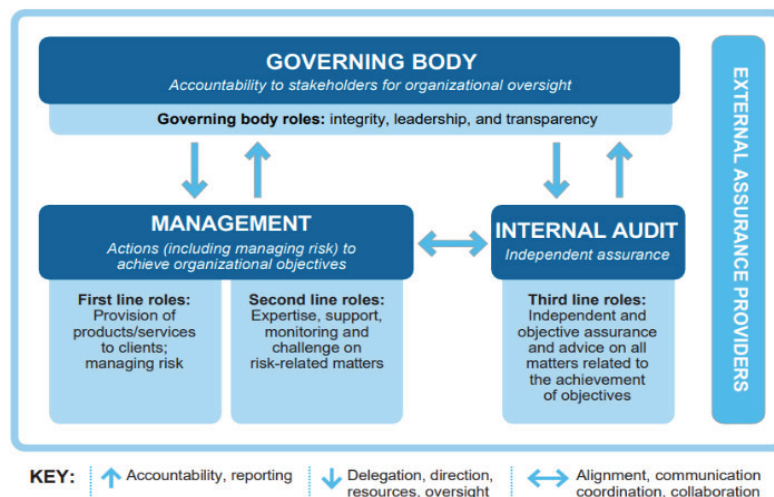 GOVERNING BODY
Accountability to stakeholders for organizational oversight
Governing body roles: integrity, leadership, and transparency
MANAGEMENT
Actions (including managing risk) to
achieve organizational objectives
First line roles:
Provision of
products/services
to clients;
managing risk
Second line roles:
Expertise, support,
monitoring and
challenge on
risk-related matters
INTERNAL AUDIT
Independent assurance
Third line roles:
Independent and
objective assurance
and advice on all
matters related to
the achievement
of objectives
EXTERNAL ASSURANCE PROVIDERS
KEY:
Accountability, reporting
Delegation, direction,
resources, oversight
Alignment, communication
coordination, collaboration